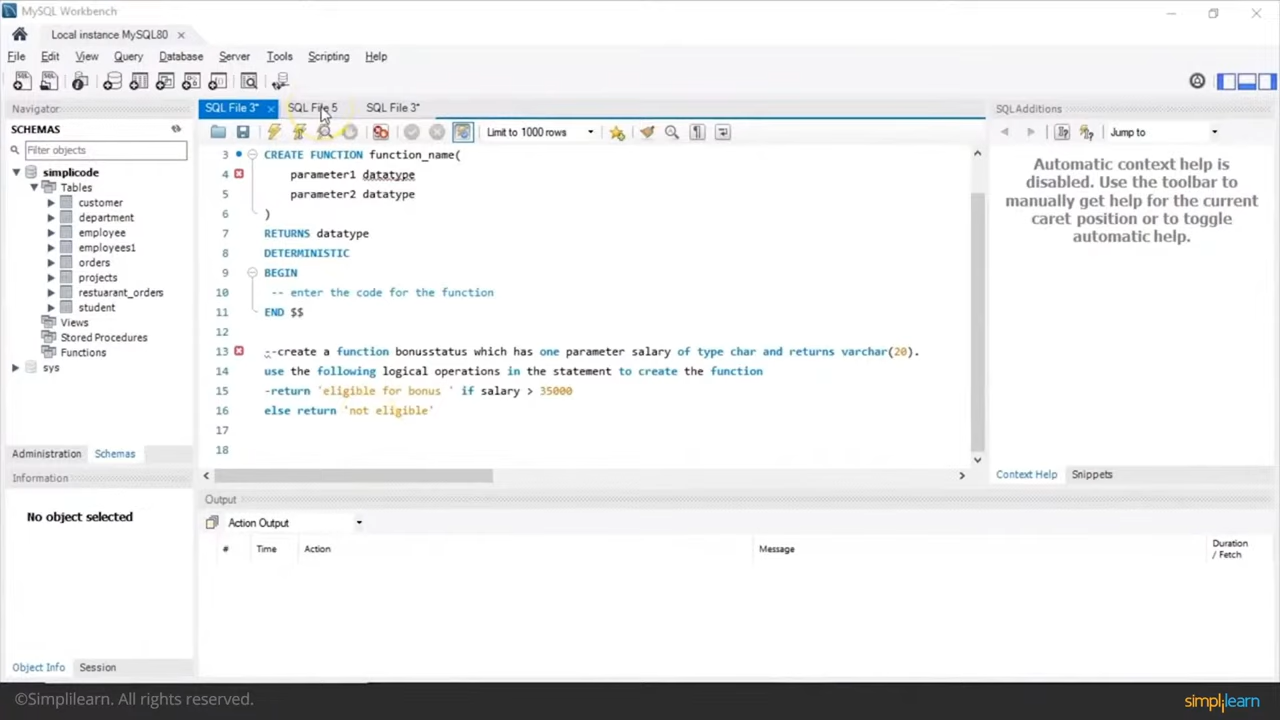 MySQL Workbench
Local instance MySQL80
File Edit View Query Database Server Tools Scripting Help
Navigator
SQL File 3* SQL File 5 SQL File 3*
SQLAdditions
SCHEMAS
Limit to 1000 rows
Jump to
Filter objects
simplicode
Tables
customer
department
employee
employees1
orders
projects
restuarant_orders
student
Views
Stored Procedures
Functions
sys
3 CREATE FUNCTION function_name(
4 parameter1 datatype
5 parameter2 datatype
6 )
7 RETURNS datatype
8 DETERMINISTIC
9 BEGIN
10 -- enter the code for the function
11 END $$
12
13 --create a function bonusstatus which has one parameter salary of type char and returns varchar(20).
14 use the following logical operations in the statement to create the function
15 -return 'eligible for bonus ' if salary > 35000
16 else return 'not eligible'
17
18
Automatic context help is
disabled. Use the toolbar to
manually get help for the current
caret position or to toggle
automatic help.
Administration Schemas
Context Help Snippets
Information
No object selected
Output
Action Output
# Time Action Message Duration / Fetch
Object Info Session
©Simplilearn. All rights reserved.
simplilearn